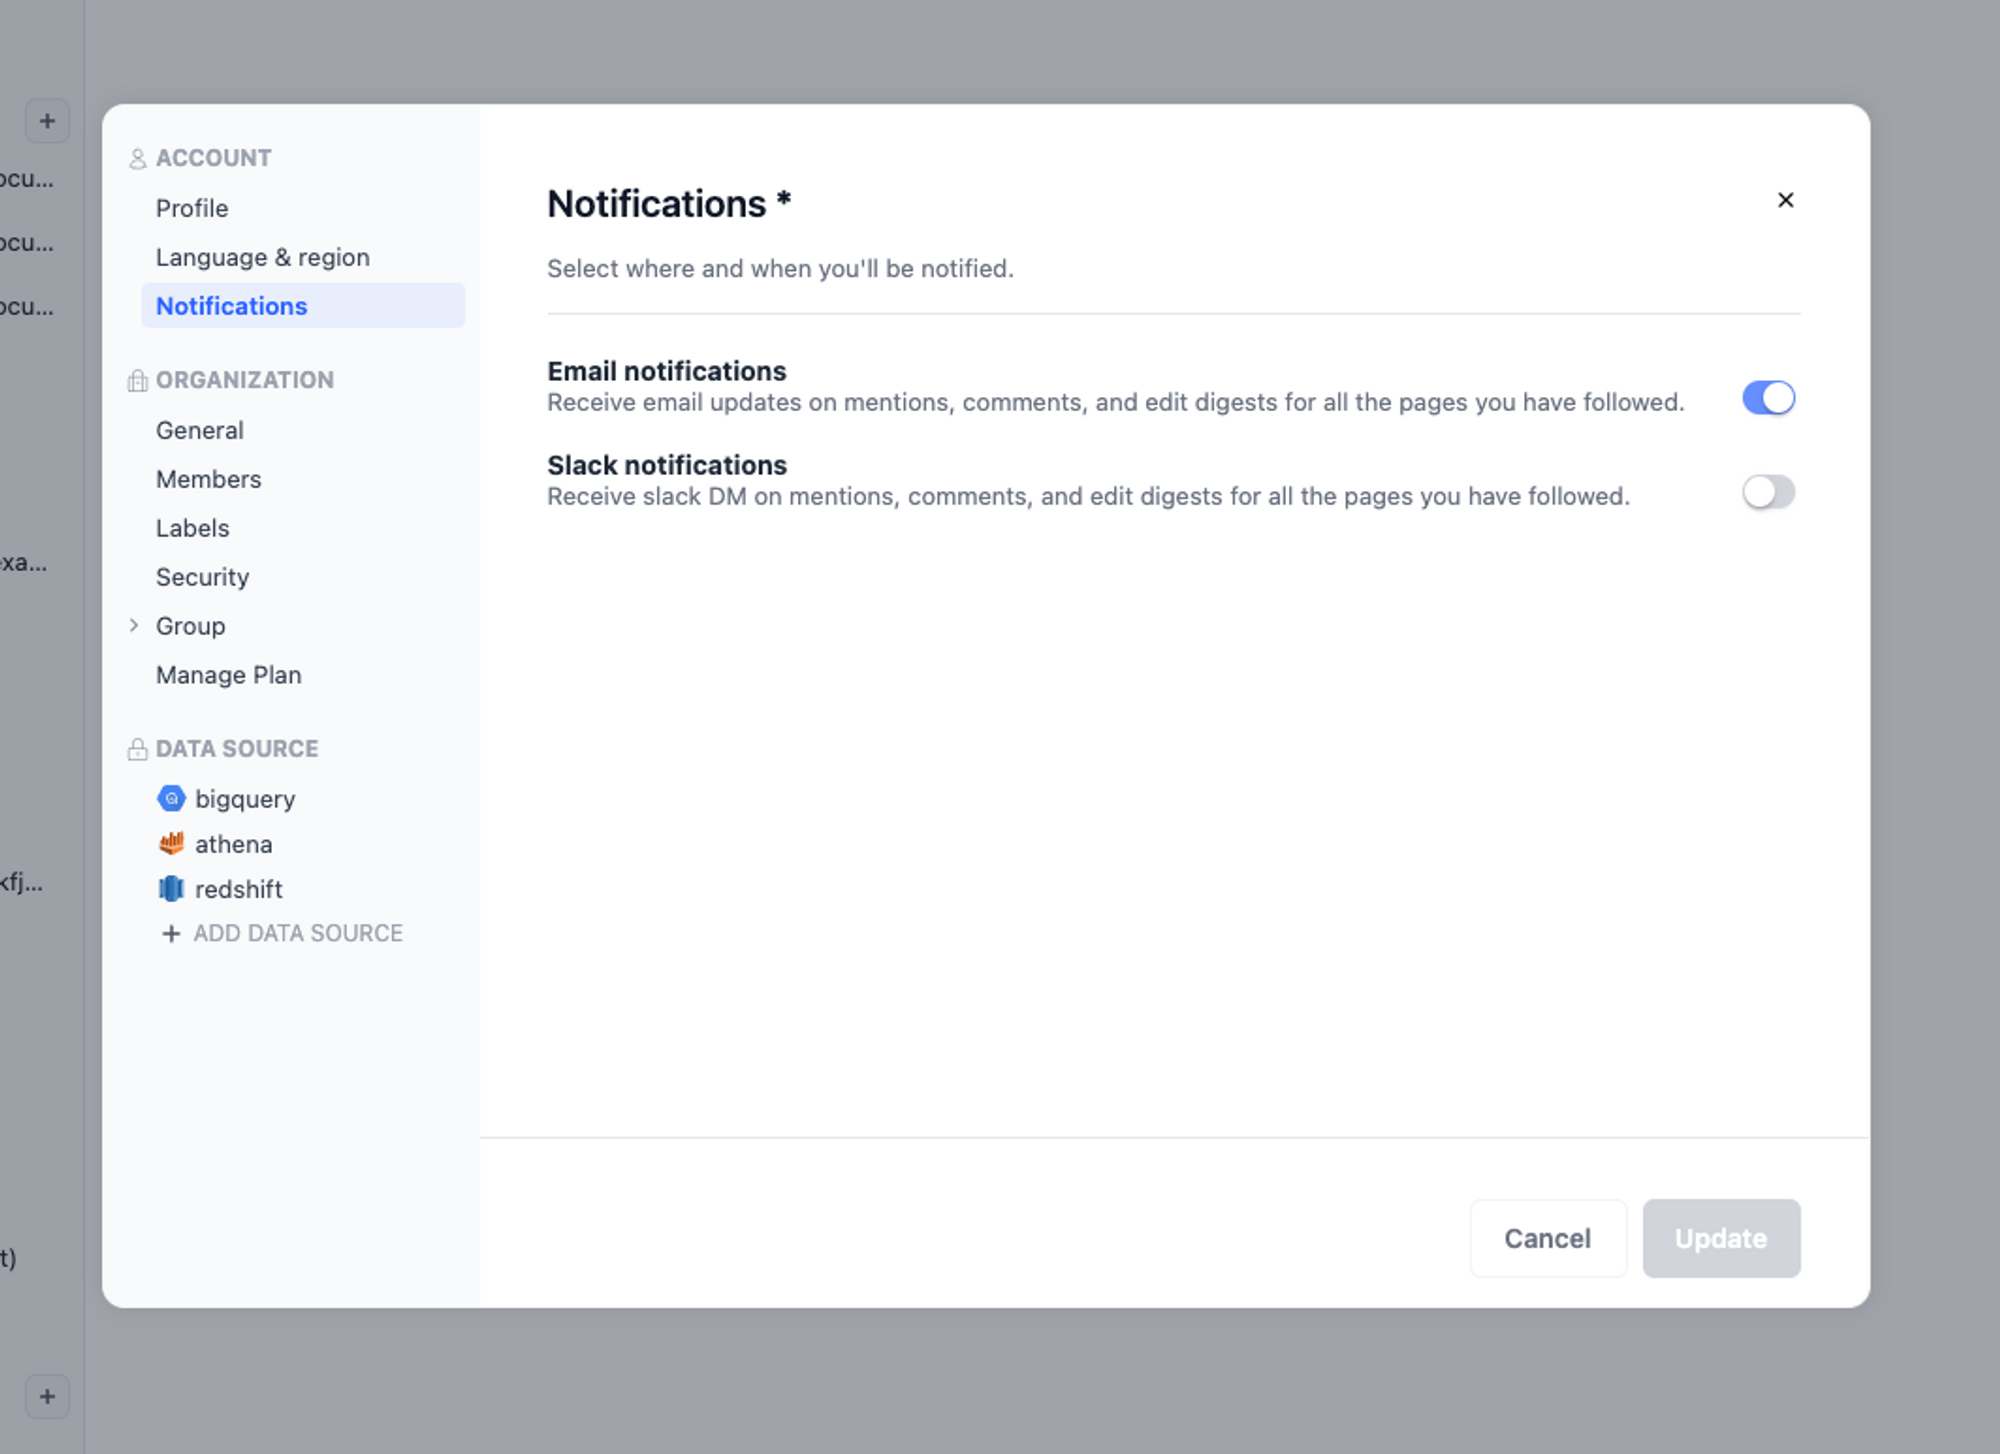 ocu...
ocu...
ocu...
xa...
kfj...
t)
ACCOUNT
Profile
Language & region
Notifications
ORGANIZATION
General
Members
Labels
Security
Group
Manage Plan
DATA SOURCE
bigquery
athena
redshift
+ ADD DATA SOURCE
Notifications *
Select where and when you'll be notified.
Email notifications
Receive email updates on mentions, comments, and edit digests for all the pages you have followed.
Slack notifications
Receive slack DM on mentions, comments, and edit digests for all the pages you have followed.
Cancel
Update